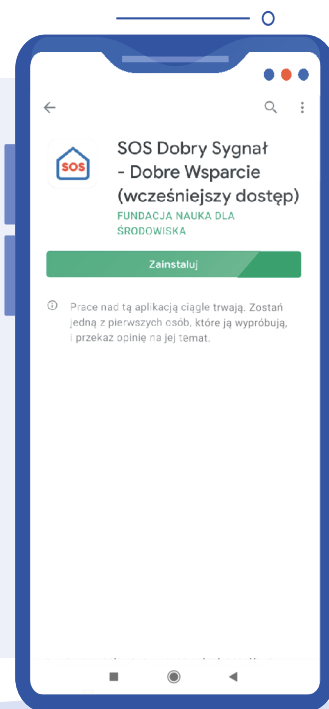 SOS
SOS Dobry Sygnał
- Dobre Wsparcie
(wcześniejszy dostęp)
FUNDACJA NAUKA DLA
ŚRODOWISKA
Zainstaluj
Prace nad tą aplikacją ciągle trwają. Zostań
jedną z pierwszych osób, które ją wypróbują,
i przekaż opinię na jej temat.